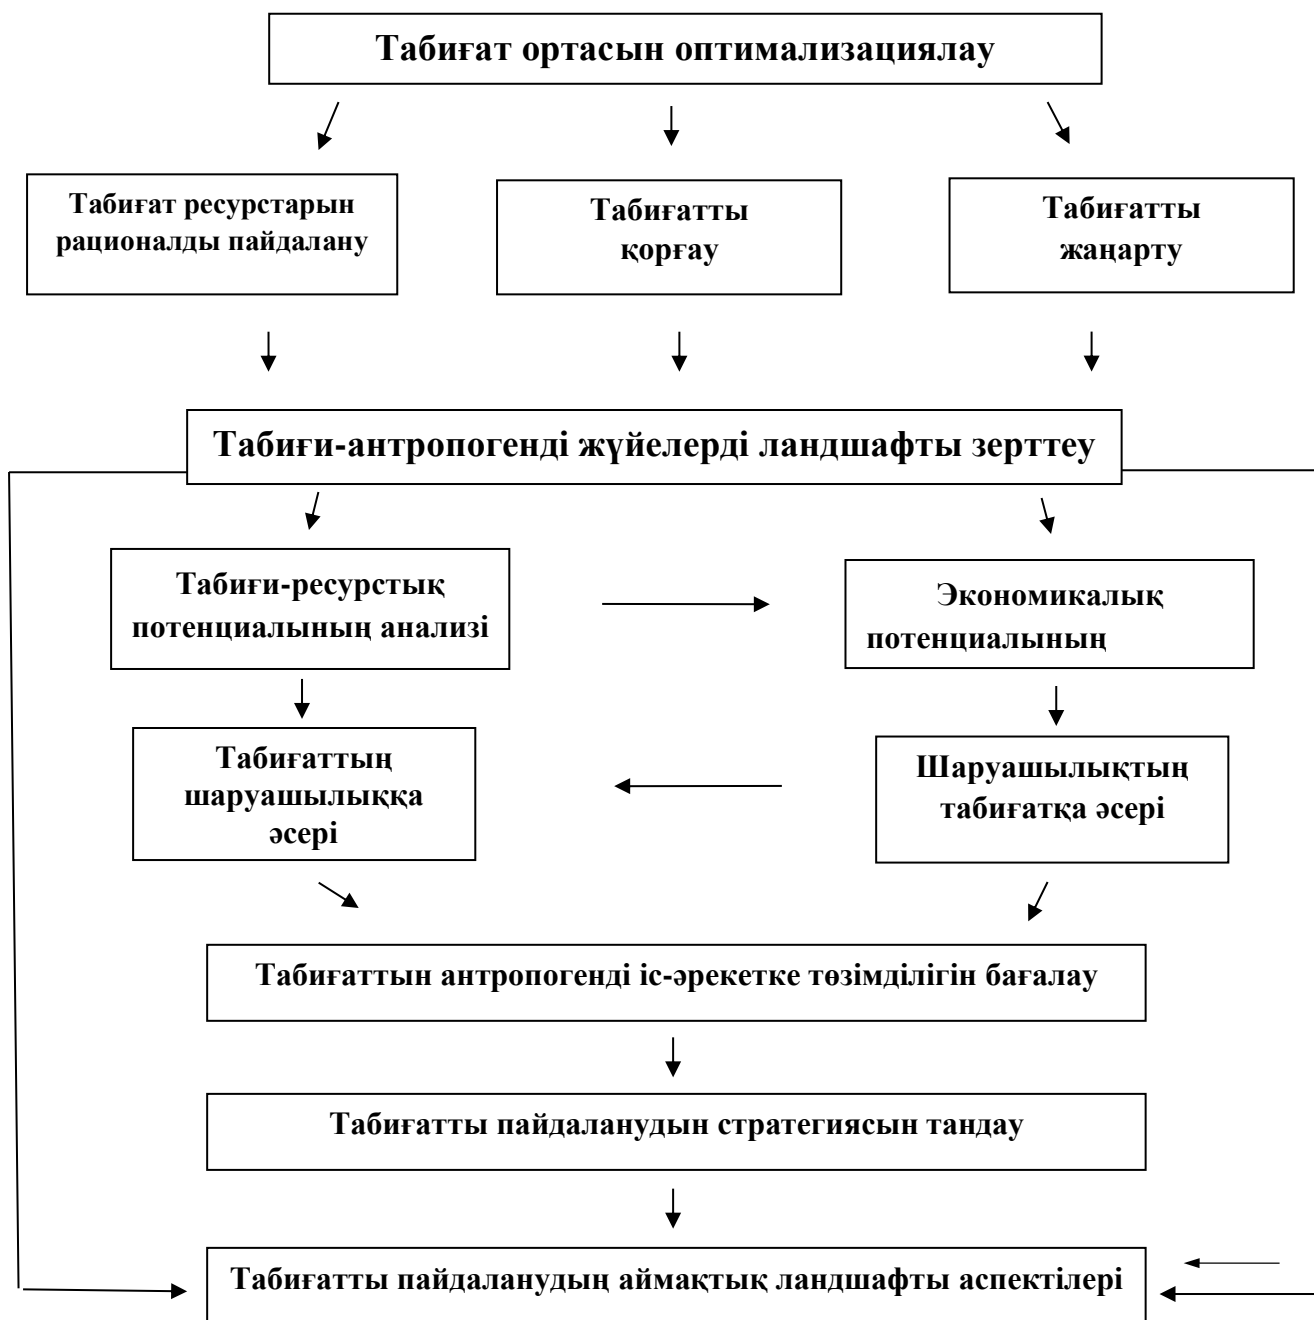 Табиғат ортасын оптимализациялау
Табиғат ресурстарын
рационалды пайдалану
Табиғатты
қорғау
Табиғатты
жаңарту
Табиғи-антропогенді жүйелерді ландшафты зерттеу
Табиғи-ресурстық
потенциалының анализі
Экономикалық
потенциалының
Табиғаттың
шаруашылыққа
әсері
Шаруашылықтың
табиғатқа әсері
Табиғаттын антропогенді іс-әрекетке төзімділігін бағалау
Табиғатты пайдаланудын стратегиясын тандау
Табиғатты пайдаланудың аймақтық ландшафты аспектілері